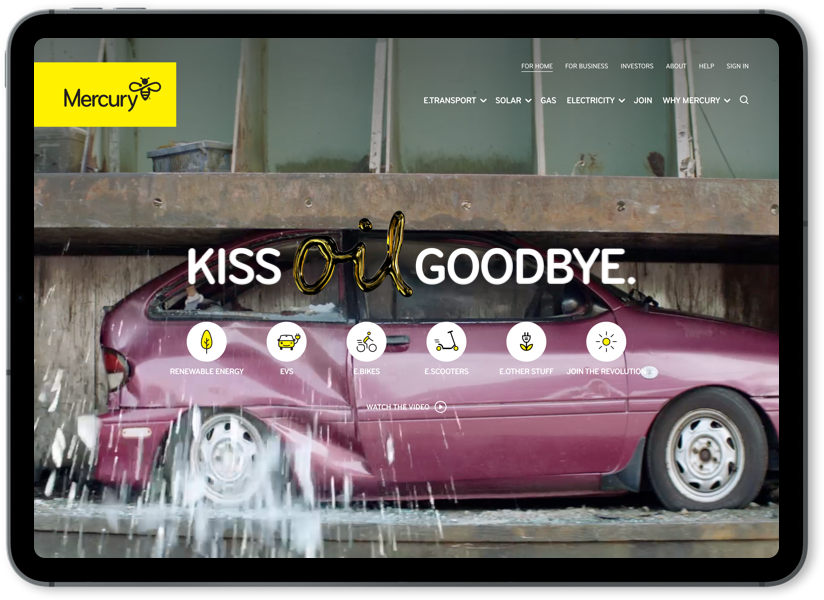 FOR HOME FOR BUSINESS INVESTORS ABOUT HELP SIGN IN
Mercury
E.TRANSPORT SOLAR GAS ELECTRICITY JOIN WHY MERCURY
KISS oil GOODBYE.
RENEWABLE ENERGY EVS E.BIKES E.SCOOTERS E.OTHER STUFF JOIN THE REVOLUTION
WATCH THE VIDEO